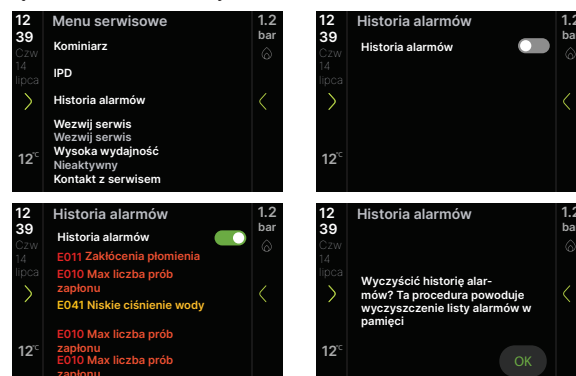 12
39
Czw
14
lipca
12°C
Menu serwisowe
Kominiarz
IPD
Historia alarmów
Wezwij serwis
Wezwij serwis
Wysoka wydajność
Nieaktywny
Kontakt z serwisem
1.2
bar
12
39
Czw
14
lipca
12°C
Historia alarmów
Historia alarmów
1.2
bar
12
39
Czw
14
lipca
12°C
Historia alarmów
Historia alarmów
E011 Zakłócenia płomienia
E010 Max liczba prób
zapłonu
E041 Niskie ciśnienie wody
E010 Max liczba prób
zapłonu
E010 Max liczba prób
zapłonu
1.2
bar
12
39
Czw
14
lipca
12°C
Historia alarmów
Wyczyścić historię alar-
mów? Ta procedura powoduje
wyczyszczenie listy alarmów w
pamięci
OK
1.2
bar